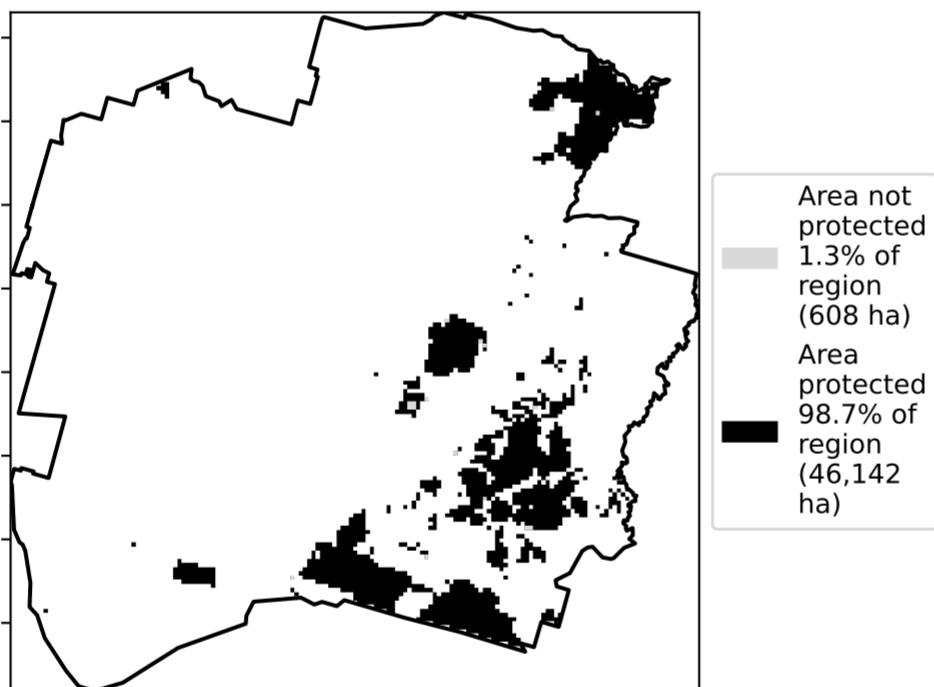 Area not
protected
1.3% of
region
(608 ha)
Area
protected
98.7% of
region
(46,142
ha)